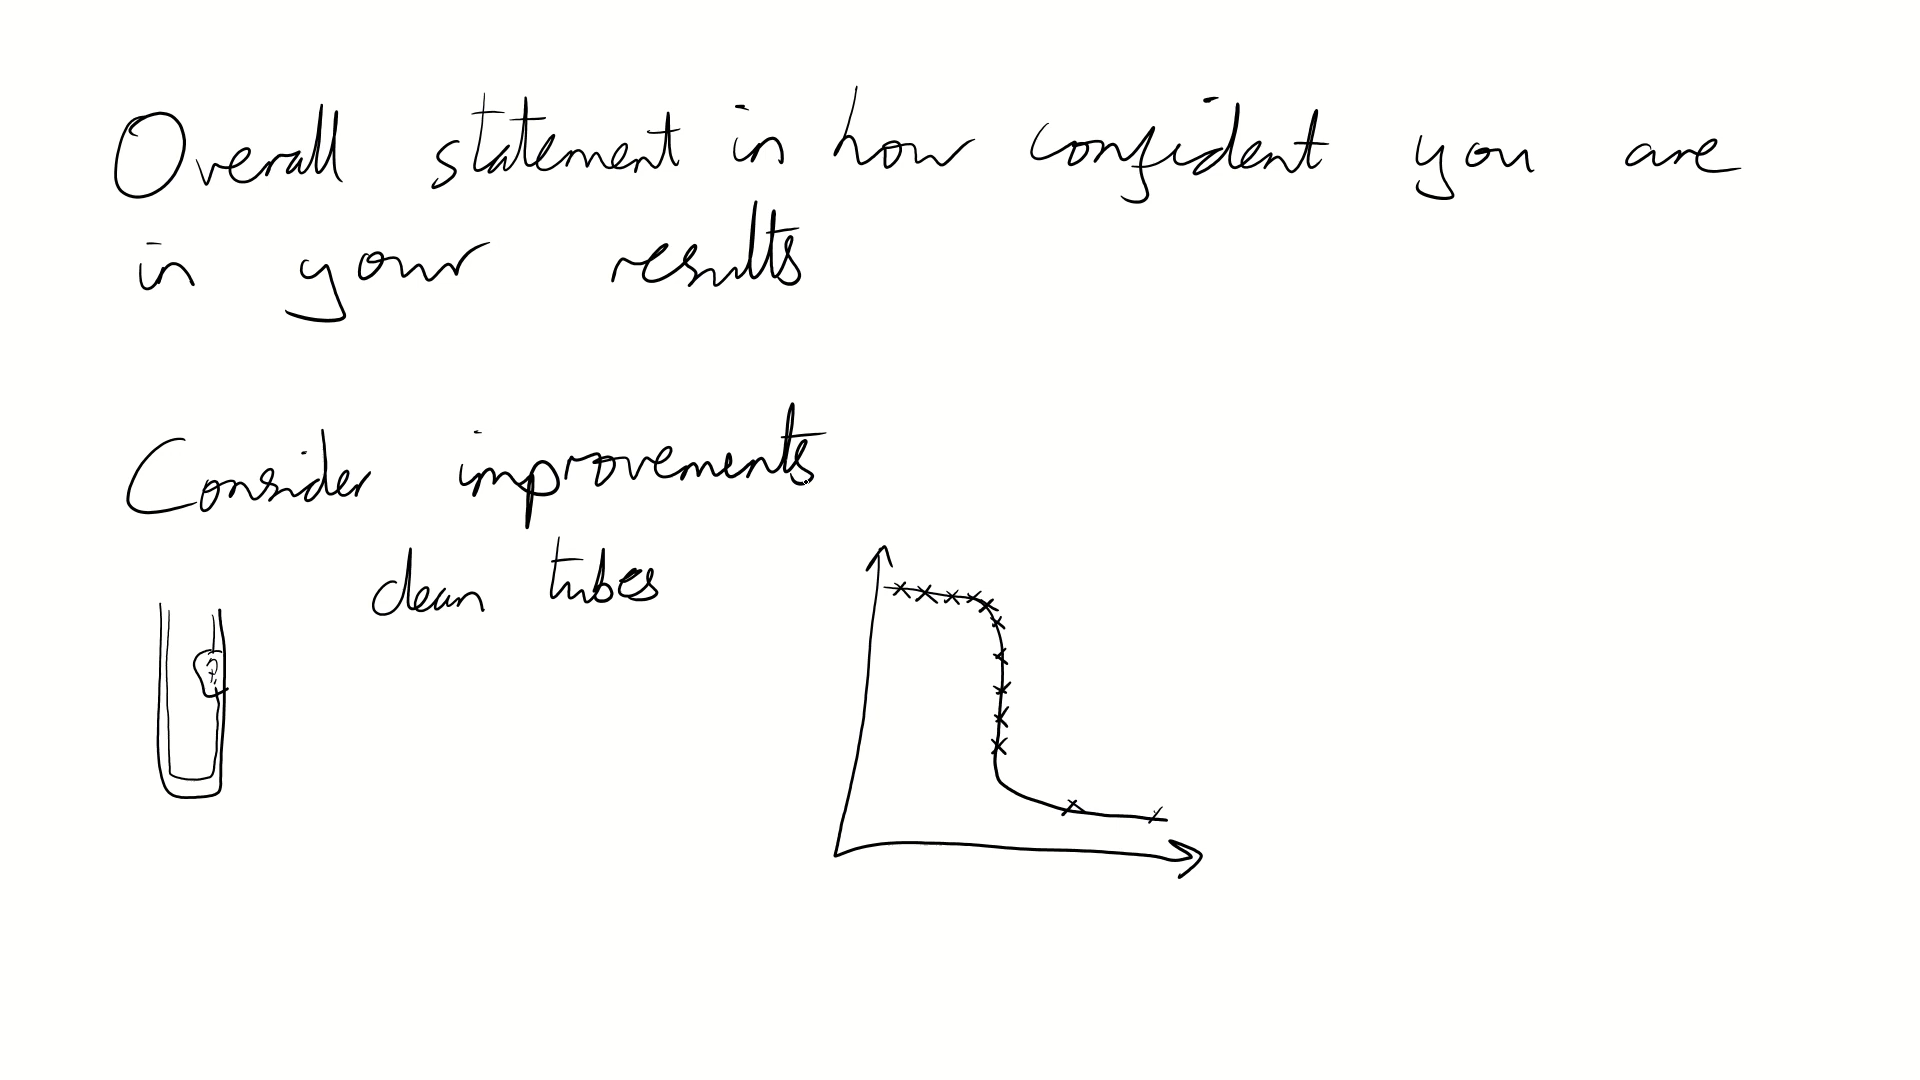 Overall statement in how confident you are
in your results
Consider improvements
clean tubes